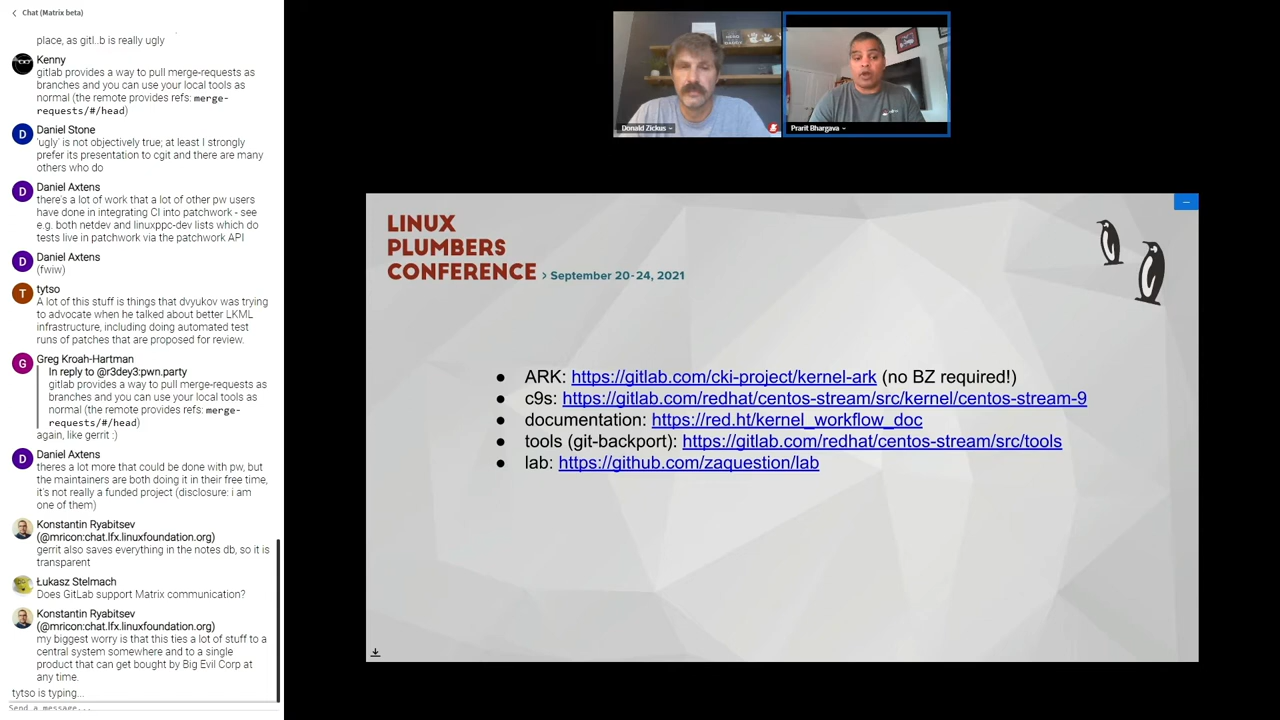 Chat (Matrix beta)
place, as gitl..b is really ugly
Kenny
gitlab provides a way to pull merge-requests as
branches and you can use your local tools as
normal (the remote provides refs: merge-
requests/#/head)
D
Daniel Stone
'ugly' is not objectively true; at least I strongly
prefer its presentation to cgit and there are many
others who do
D
Daniel Axtens
there's a lot of work that a lot of other pw users
have done in integrating CI into patchwork - see
e.g. both netdev and linuxppc-dev lists which do
tests live in patchwork via the patchwork API
D
Daniel Axtens
(fwiw)
T
tytso
A lot of this stuff is things that dvyukov was trying
to advocate when he talked about better LKML
infrastructure, including doing automated test
runs of patches that are proposed for review.
G
Greg Kroah-Hartman
In reply to @r3dey3:pwn.party
gitlab provides a way to pull merge-requests as
branches and you can use your local tools as
normal (the remote provides refs: merge-
requests/#/head)
again, like gerrit :)
D
Daniel Axtens
theres a lot more that could be done with pw, but
the maintainers are both doing it in their free time,
it's not really a funded project (disclosure: i am
one of them)
Konstantin Ryabitsev
(@mricon:chat.lfx.linuxfoundation.org)
gerrit also saves everything in the notes db, so it is
transparent
Łukasz Stelmach
Does GitLab support Matrix communication?
Konstantin Ryabitsev
(@mricon:chat.lfx.linuxfoundation.org)
my biggest worry is that this ties a lot of stuff to a
central system somewhere and to a single
product that can get bought by Big Evil Corp at
any time.
tytso is typing...
Send a message...
Donald Zickus
Prarit Bhargava
LINUX
PLUMBERS
CONFERENCE > September 20-24, 2021
• ARK: https://gitlab.com/cki-project/kernel-ark (no BZ required!)
• c9s: https://gitlab.com/redhat/centos-stream/src/kernel/centos-stream-9
• documentation: https://red.ht/kernel_workflow_doc
• tools (git-backport): https://gitlab.com/redhat/centos-stream/src/tools
• lab: https://github.com/zaquestion/lab